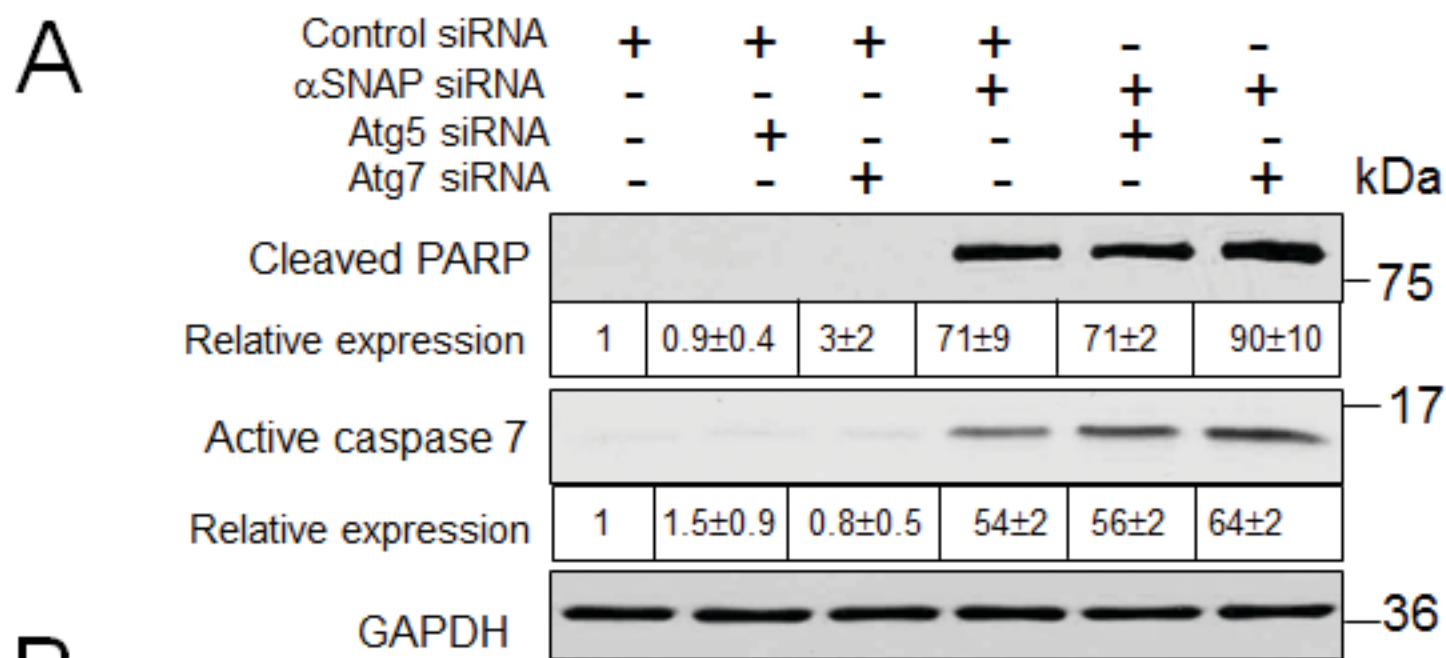 A
Control siRNA + + + + - -
αSNAP siRNA - - - + + +
Atg5 siRNA - + - - + -
Atg7 siRNA - - + - - + kDa
Cleaved PARP
75
Relative expression 1 0.9±0.4 3±2 71±9 71±2 90±10
17
Active caspase 7
Relative expression 1 1.5±0.9 0.8±0.5 54±2 56±2 64±2
GAPDH 36